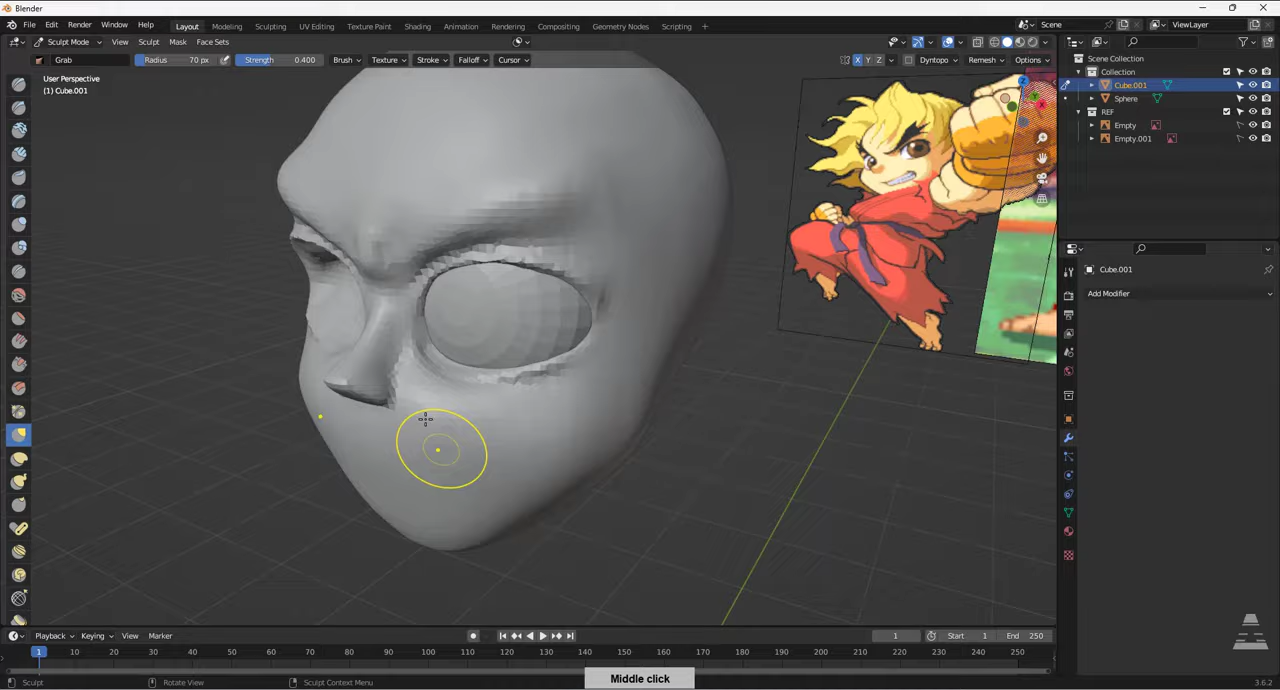 Blender
File Edit Render Window Help Layout Modeling Sculpting UV Editing Texture Paint Shading Animation Rendering Compositing Geometry Nodes Scripting + Scene ViewLayer
Sculpt Mode View Sculpt Mask Face Sets
Grab Radius 70 px Strength 0.400 Brush Texture Stroke Falloff Cursor X Y Z Dyntopo Remesh Options
User Perspective
(1) Cube.001
Scene Collection
Collection
Cube.001
Sphere
REF
Empty
Empty.001
Cube.001
Add Modifier
Playback Keying View Marker 1 Start 1 End 250
1 10 20 30 40 50 60 70 80 90 100 110 120 130 140 150 160 170 180 190 200 210 220 230 240 250
Middle click
Sculpt Rotate View Sculpt Context Menu 3.6.2